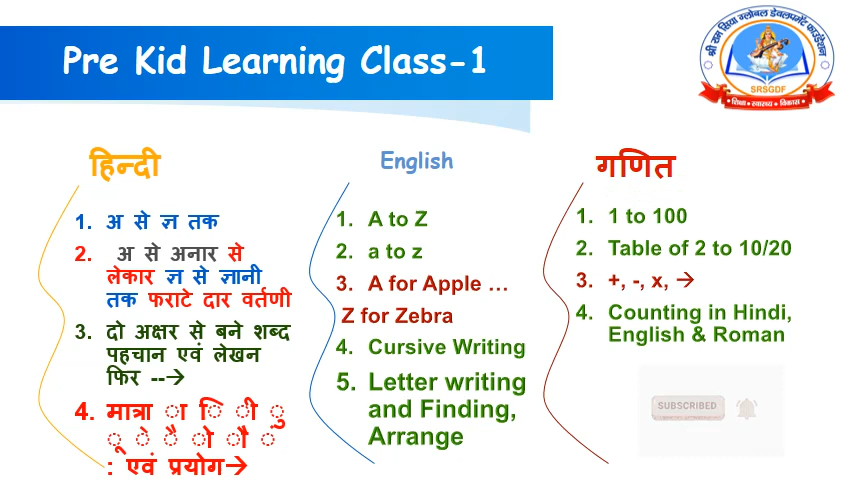 Pre Kid Learning Class-1
श्री राम सिया ग्लोबल डेवलपमेंट फाउंडेशन
SRSGDF
शिक्षा • स्वास्थ्य • विकास
हिन्दी
1. अ से ज्ञ तक
2. अ से अनार से
लेकार ज्ञ से ज्ञानी
तक फराटे दार वर्तणी
3. दो अक्षर से बने शब्द
पहचान एवं लेखन
फिर --→
4. मात्रा ा ि ी ु
ू े ै ो ौ ं
: एवं प्रयोग→
English
1. A to Z
2. a to z
3. A for Apple …
Z for Zebra
4. Cursive Writing
5. Letter writing
and Finding,
Arrange
गणित
1. 1 to 100
2. Table of 2 to 10/20
3. +, -, x, →
4. Counting in Hindi,
English & Roman
SUBSCRIBED